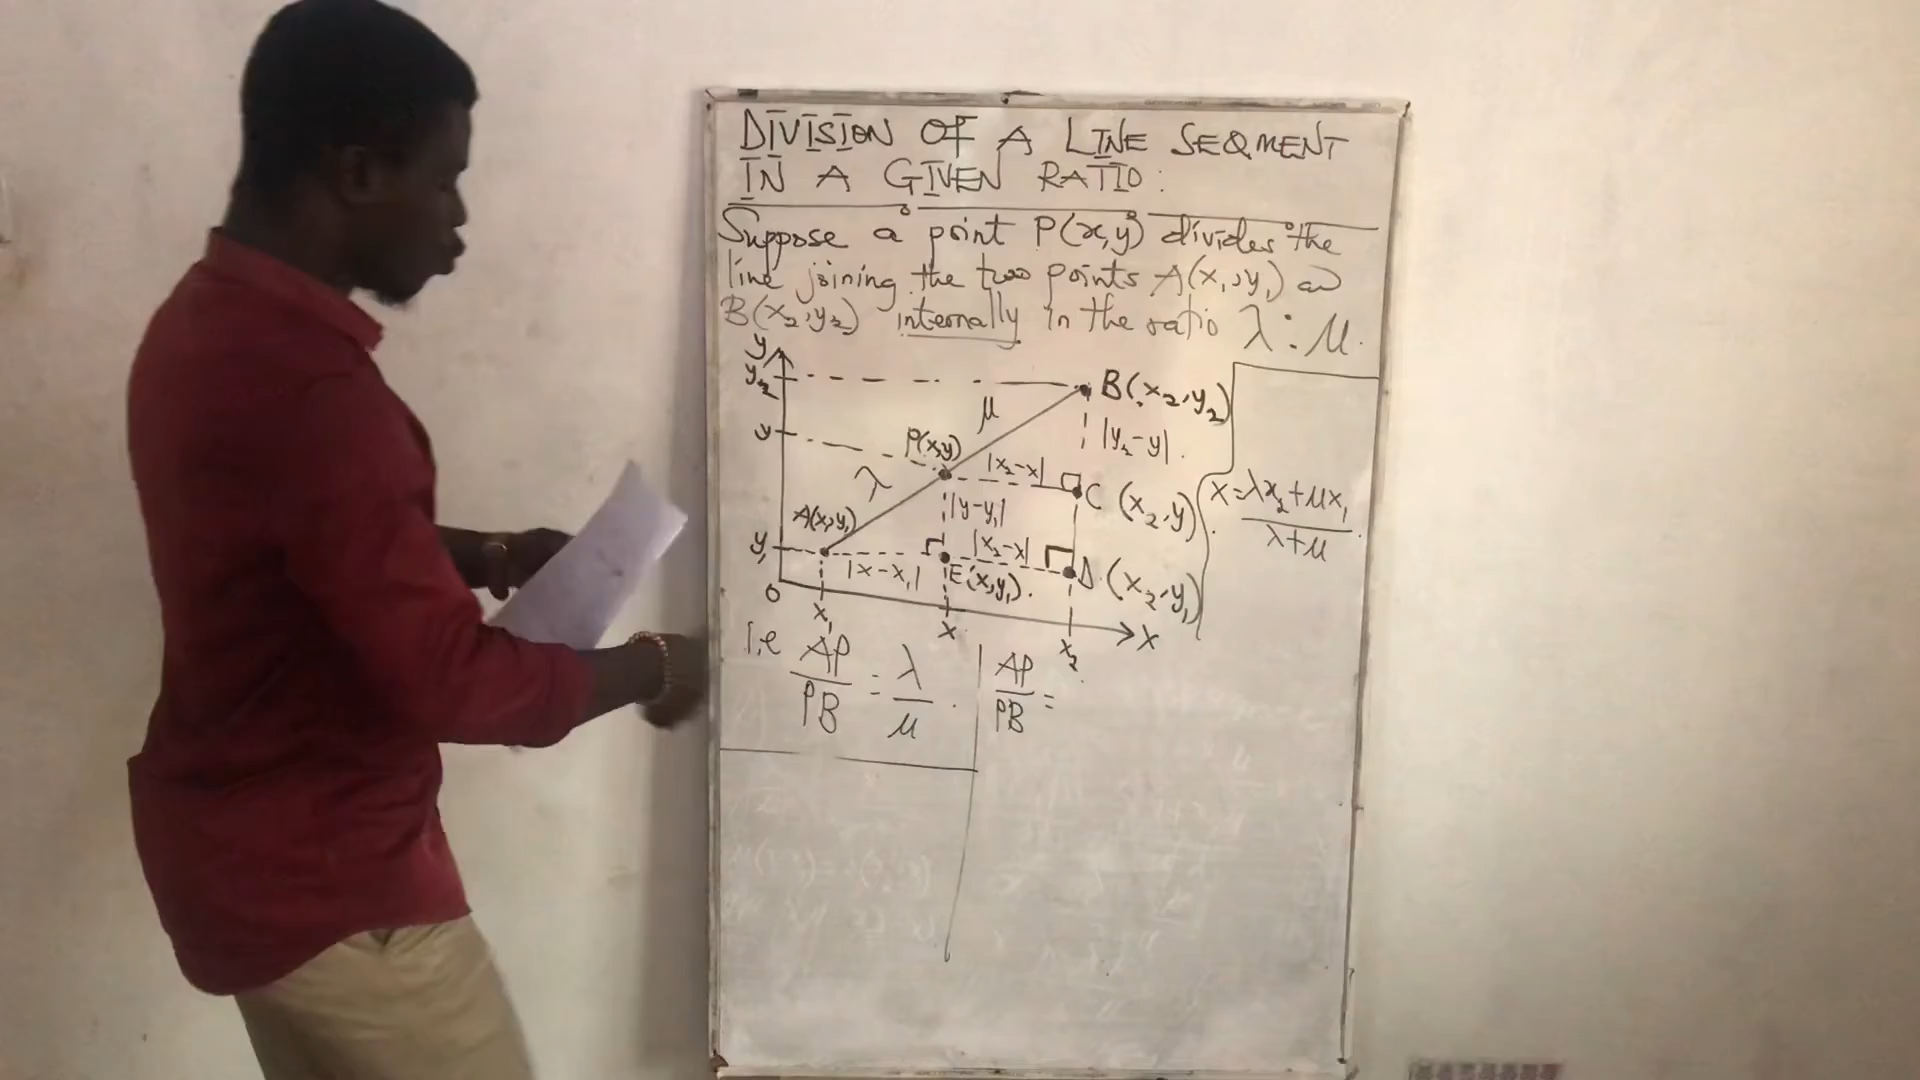 DIVISION OF A LINE SEGMENT
IN A GIVEN RATIO:
Suppose a point P(x,y) divides the
line joining the two points A(x₁,y₁) and
B(x₂,y₂) internally in the ratio λ:μ.
y
y₂
B(x₂,y₂)
μ
|y₂-y|
y
P(x,y)
|x₂-x|
λ
C (x₂,y)
x=λx₂+μx₁
λ+μ
A(x₁,y₁)
|y-y₁|
y₁
|x₂-x|
|x-x₁|
E(x,y₁).
D.(x₂,y₁)
0
x₁
x
x₂
X
i.e AP/PB = λ/μ.
AP/PB =